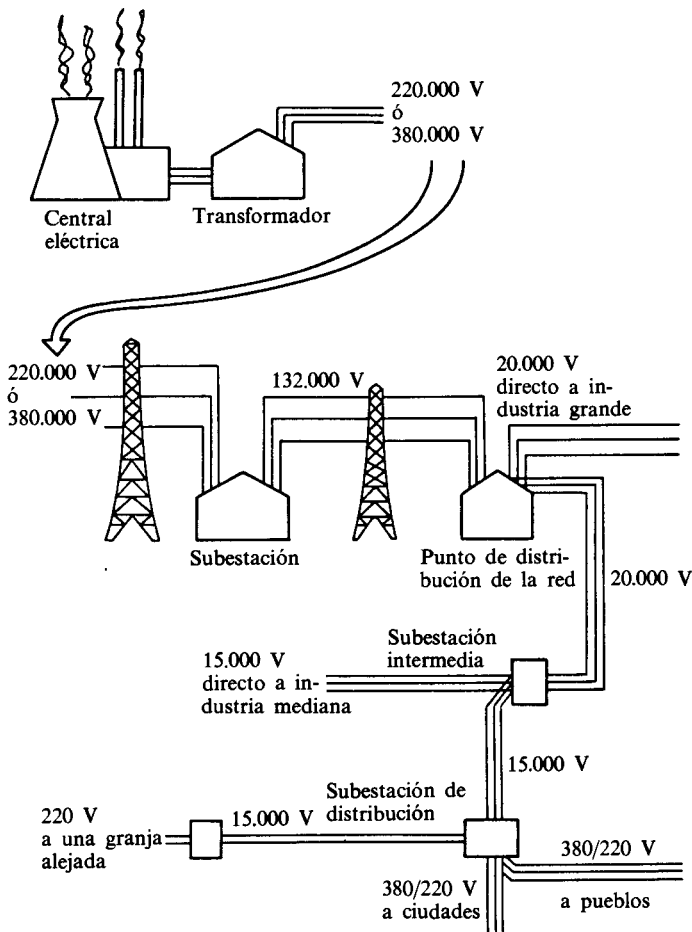 220.000 V
ó
380.000 V
Central
eléctrica
Transformador
220.000 V
ó
380.000 V
132.000 V
20.000 V
directo a in-
dustria grande
Subestación
Punto de distri-
bución de la red
20.000 V
Subestación
intermedia
15.000 V
directo a in-
dustria mediana
15.000 V
Subestación de
distribución
220 V
a una granja
alejada
15.000 V
380/220 V
a pueblos
380/220 V
a ciudades